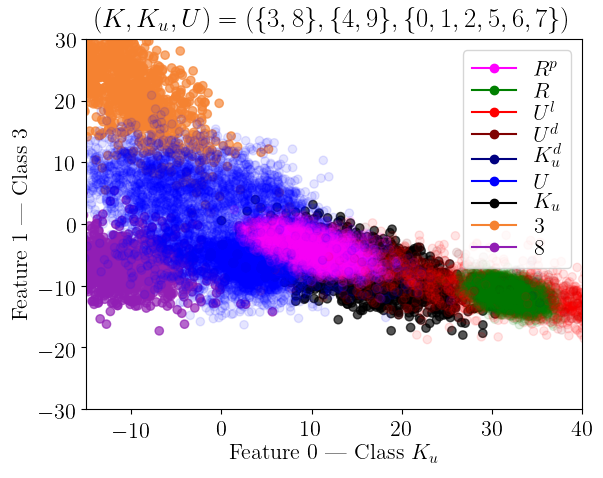 (K, K_u, U) = ({3, 8}, {4, 9}, {0, 1, 2, 5, 6, 7})
30
20
10
0
−10
−20
−30
Feature 1 — Class 3
R^p
R
U^l
U^d
K_u^d
U
K_u
3
8
−10
0
10
20
30
40
Feature 0 — Class K_u